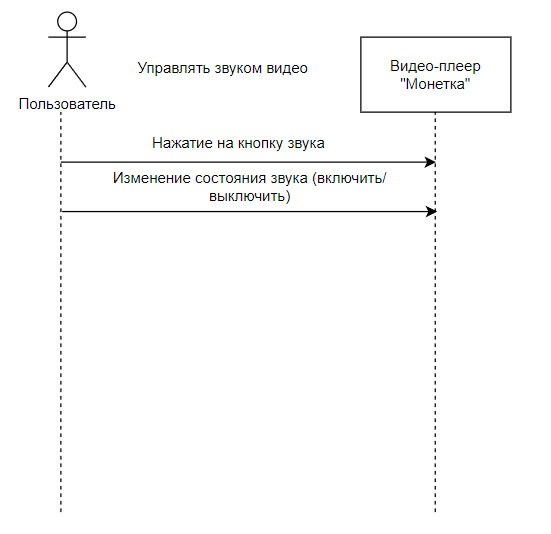 Управлять звуком видео
Видео-плеер
"Монетка"
Пользователь
Нажатие на кнопку звука
Изменение состояния звука (включить/
выключить)